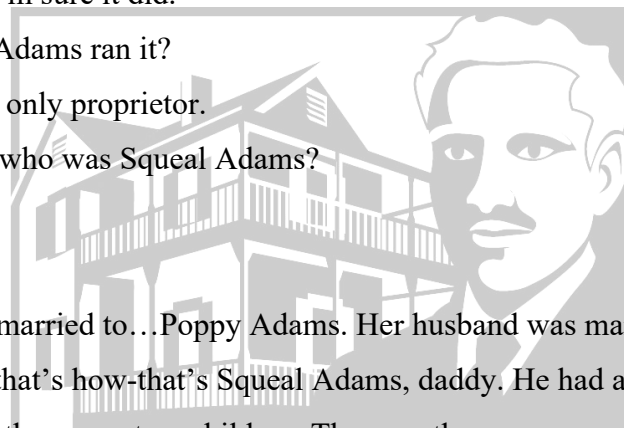 sure it did.
Adams ran it?
only proprietor.
who was Squeal Adams?
married to…Poppy Adams. Her husband was ma
that’s how-that’s Squeal Adams, daddy. He had a